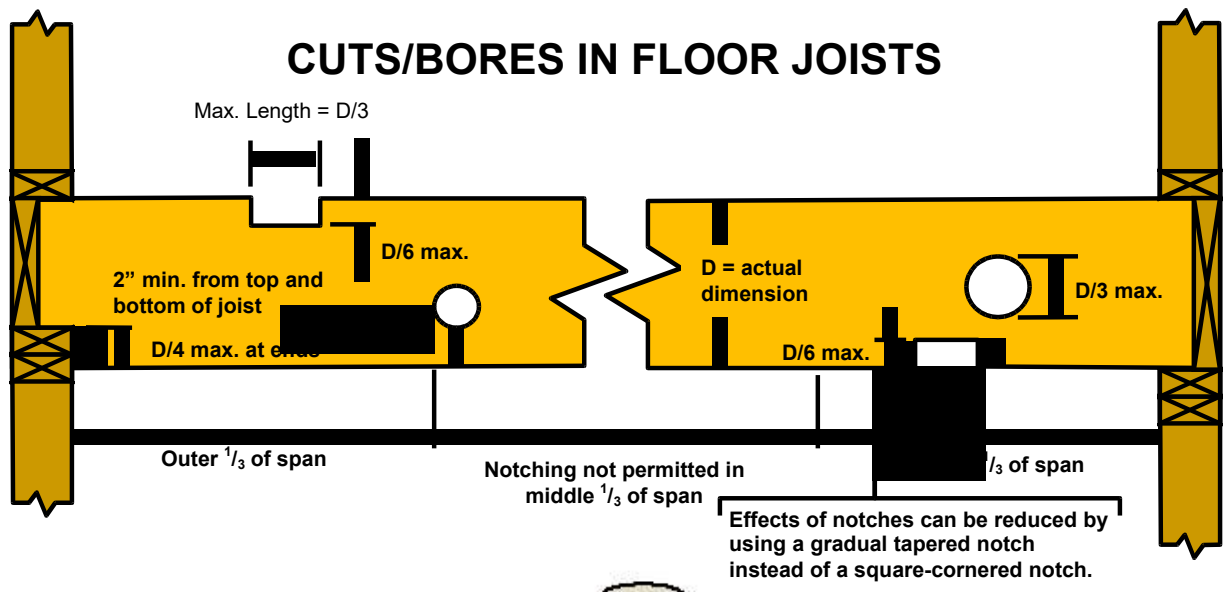 CUTS/BORES IN FLOOR JOISTS
Max. Length = D/3
D/6 max.
2” min. from top and
bottom of joist
D/4 max. at ends
D = actual
dimension
D/3 max.
D/6 max.
Outer 1/3 of span
Notching not permitted in
middle 1/3 of span
/3 of span
Effects of notches can be reduced by
using a gradual tapered notch
instead of a square-cornered notch.